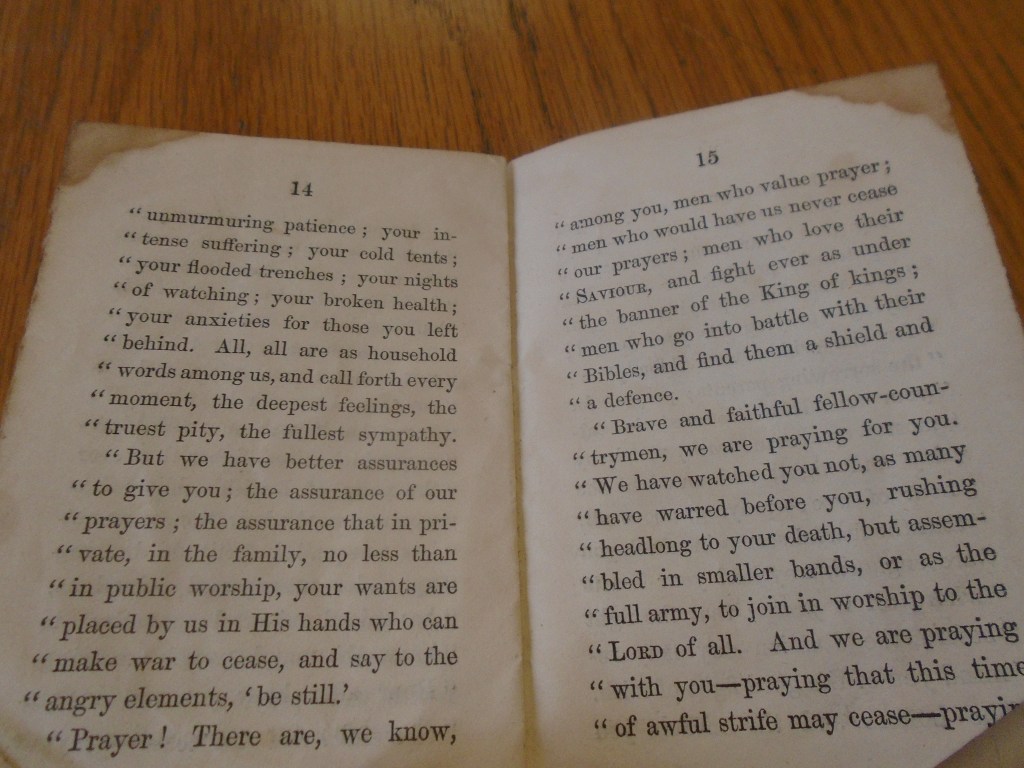 14
“unmurmuring patience ; your in-
“tense suffering ; your cold tents ;
“your flooded trenches ; your nights
“of watching ; your broken health ;
“your anxieties for those you left
“behind. All, all are as household
“words among us, and call forth every
“moment, the deepest feelings, the
“truest pity, the fullest sympathy.
“But we have better assurances
“to give you ; the assurance of our
“prayers ; the assurance that in pri-
“vate, in the family, no less than
“in public worship, your wants are
“placed by us in His hands who can
“make war to cease, and say to the
“angry elements, ‘be still.’
“Prayer ! There are, we know,
15
“among you, men who value prayer ;
“men who would have us never cease
“our prayers ; men who love their
“SAVIOUR, and fight ever as under
“the banner of the King of kings ;
“men who go into battle with their
“Bibles, and find them a shield and
“a defence.
“Brave and faithful fellow-coun-
“trymen, we are praying for you.
“We have watched you not, as many
“have warred before you, rushing
“headlong to your death, but assem-
“bled in smaller bands, or as the
“full army, to join in worship to the
“LORD of all. And we are praying
“with you—praying that this time
“of awful strife may cease—prayin